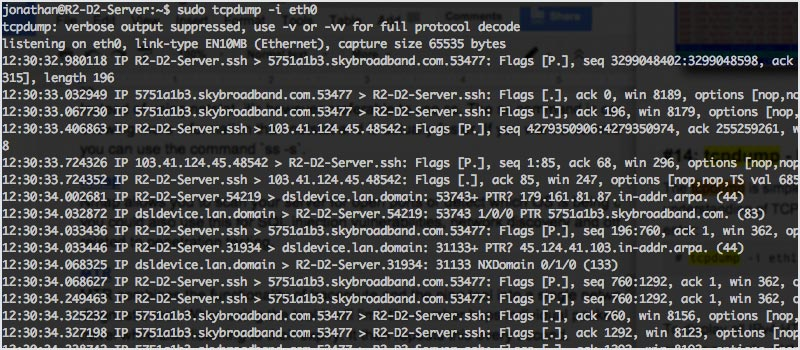 jonathan@R2-D2-Server:~$ sudo tcpdump -i eth0
tcpdump: verbose output suppressed, use -v or -vv for full protocol decode
listening on eth0, link-type EN10MB (Ethernet), capture size 65535 bytes
12:30:32.980118 IP R2-D2-Server.ssh > 5751a1b3.skybroadband.com.53477: Flags [P.], seq 3299048402:3299048598, ack
315], length 196
12:30:33.032949 IP 5751a1b3.skybroadband.com.53477 > R2-D2-Server.ssh: Flags [.], ack 0, win 8189, options [nop,no
12:30:33.067730 IP 5751a1b3.skybroadband.com.53477 > R2-D2-Server.ssh: Flags [.], ack 196, win 8179, options [nop,
12:30:33.406863 IP R2-D2-Server.ssh > 103.41.124.45.48542: Flags [P.], seq 4279350906:4279350974, ack 255259261, w
8
you can use the command `ss -s`.
12:30:33.724326 IP 103.41.124.45.48542 > R2-D2-Server.ssh: Flags [P.], seq 1:85, ack 68, win 296, options [nop,nop
12:30:33.724352 IP R2-D2-Server.ssh > 103.41.124.45.48542: Flags [.], ack 85, win 247, options [nop,nop,TS val 685
12:30:34.002681 IP R2-D2-Server.54219 > dsldevice.lan.domain: 53743+ PTR? 179.161.81.87.in-addr.arpa. (44)
12:30:34.032872 IP dsldevice.lan.domain > R2-D2-Server.54219: 53743 1/0/0 PTR 5751a1b3.skybroadband.com. (83)
12:30:34.033436 IP R2-D2-Server.ssh > 5751a1b3.skybroadband.com.53477: Flags [P.], seq 196:760, ack 1, win 362, op
12:30:34.033449 IP R2-D2-Server.31934 > dsldevice.lan.domain: 31133+ PTR? 45.124.41.103.in-addr.arpa. (44)
12:30:34.068325 IP dsldevice.lan.domain > R2-D2-Server.31934: 31133 NXDomain 0/1/0 (133)
12:30:34.069160 IP R2-D2-Server.ssh > 5751a1b3.skybroadband.com.53477: Flags [P.], seq 760:1292, ack 1, win 362, o
12:30:34.249463 IP R2-D2-Server.ssh > 5751a1b3.skybroadband.com.53477: Flags [P.], seq 760:1292, ack 1, win 362, o
12:30:34.325232 IP 5751a1b3.skybroadband.com.53477 > R2-D2-Server.ssh: Flags [.], ack 760, win 8156, options [nop,
12:30:34.327198 IP 5751a1b3.skybroadband.com.53477 > R2-D2-Server.ssh: Flags [.], ack 1292, win 8123, options [nop